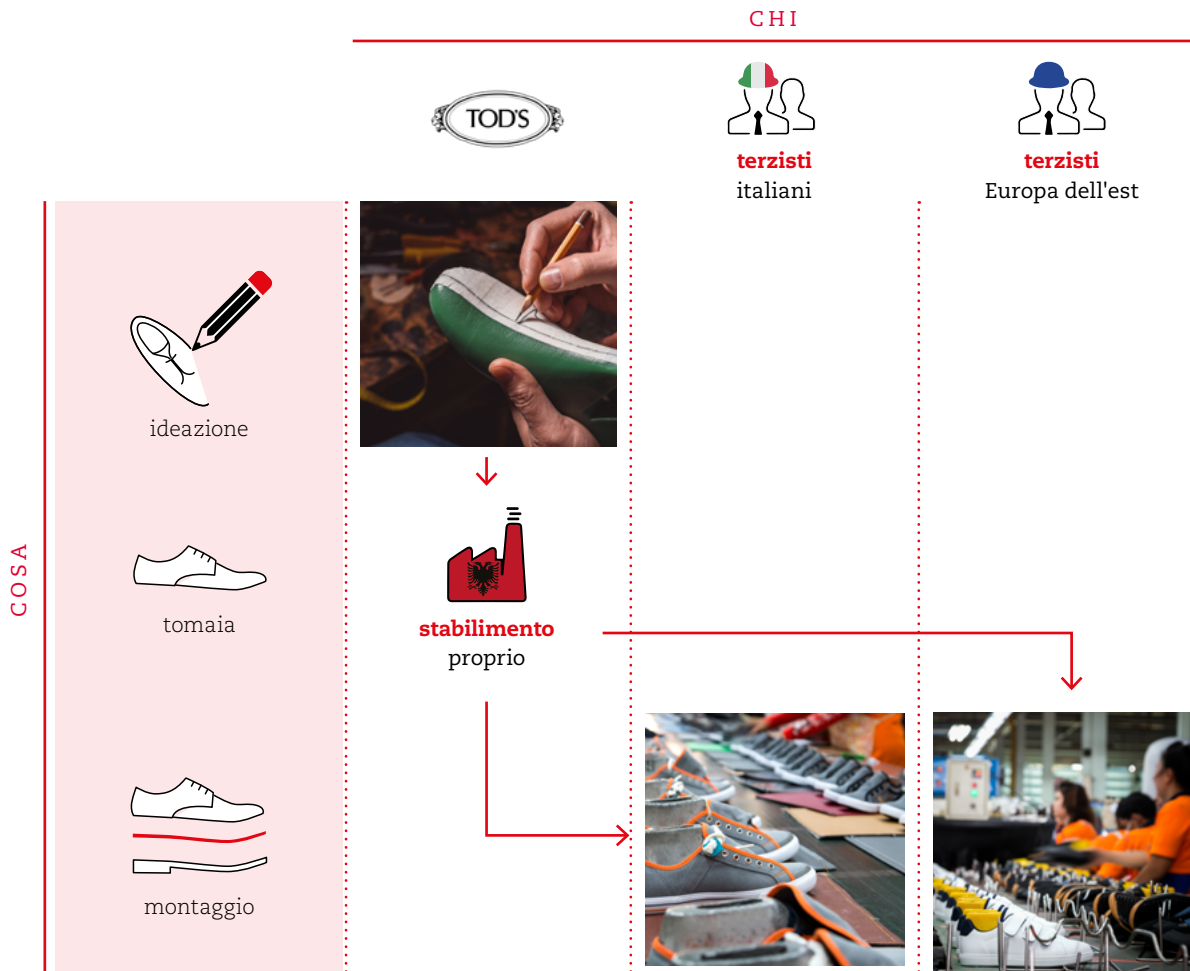 CHI
TOD'S
terzisti
italiani
terzisti
Europa dell'est
COSA
ideazione
tomaia
stabilimento
proprio
montaggio